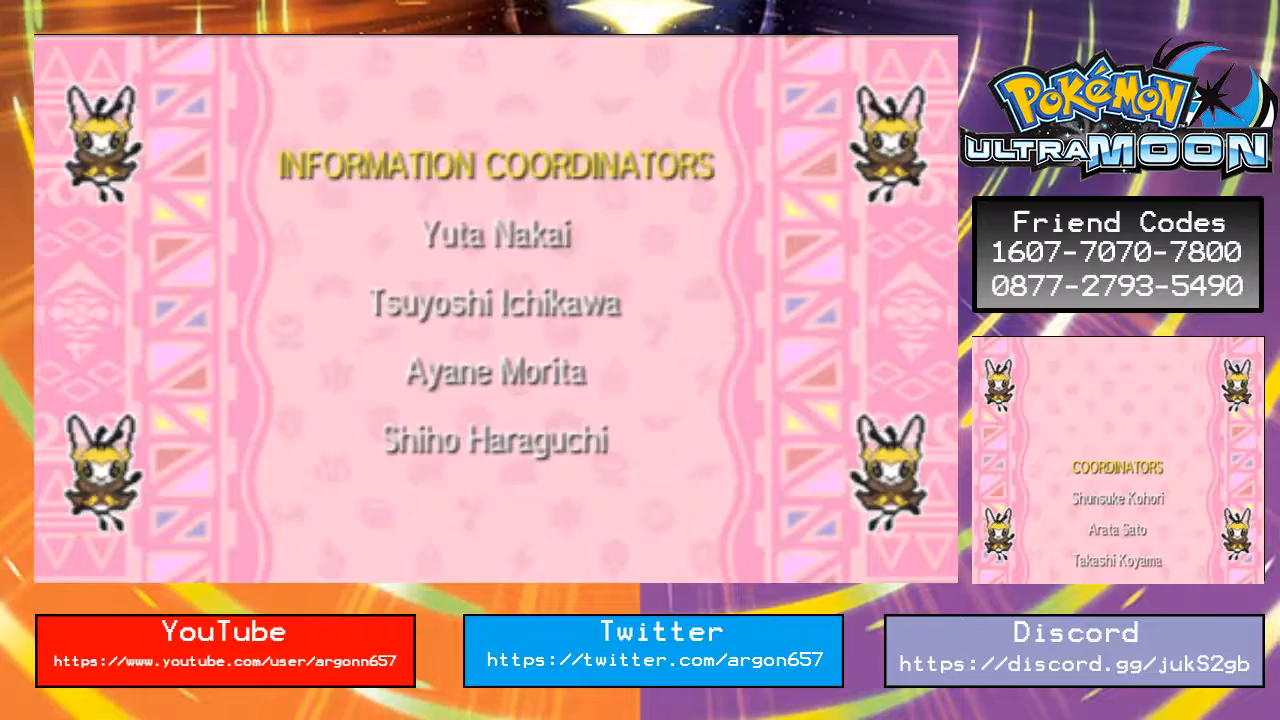 INFORMATION COORDINATORS
Yuta Nakai
Tsuyoshi Ichikawa
Ayane Morita
Shiho Haraguchi
POKéMON
ULTRA MOON
Friend Codes
1607-7070-7800
0877-2793-5490
COORDINATORS
Shunsuke Kohori
Arata Sato
Takashi Koyama
YouTube
https://www.youtube.com/user/argonn657
Twitter
https://twitter.com/argon657
Discord
https://discord.gg/jukS2gb